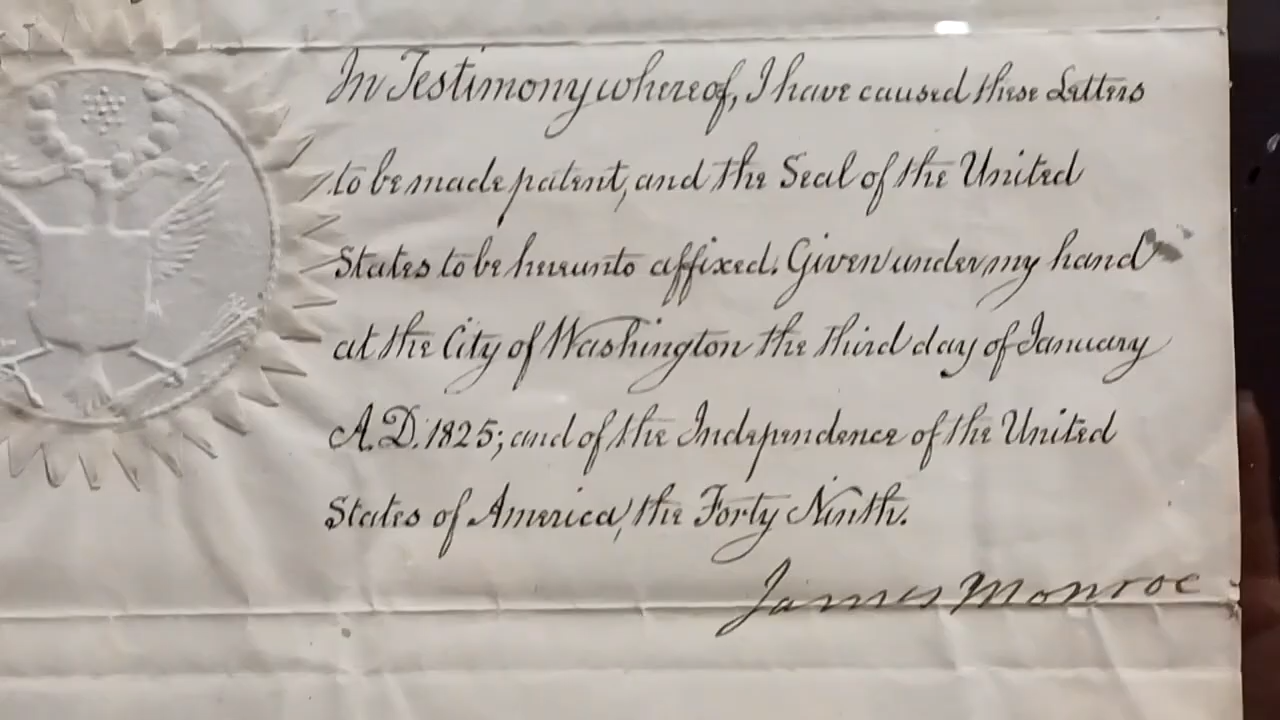 In Testimony whereof, I have caused these Letters
to be made patent, and the Seal of the United
States to be hereunto affixed. Given under my hand
at the City of Washington the third day of January
A.D. 1825; and of the Independence of the United
States of America, the Forty Ninth.
James Monroe